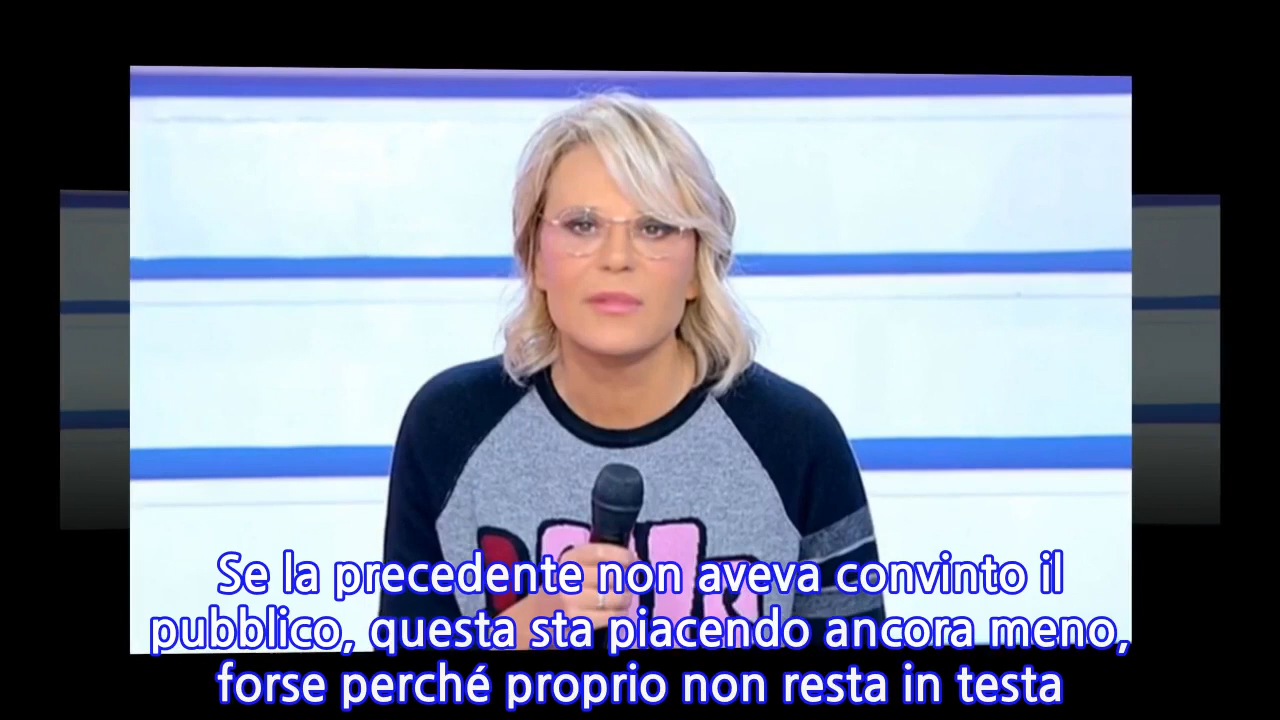 Se la precedente non aveva convinto il
pubblico, questa sta piacendo ancora meno,
forse perché proprio non resta in testa